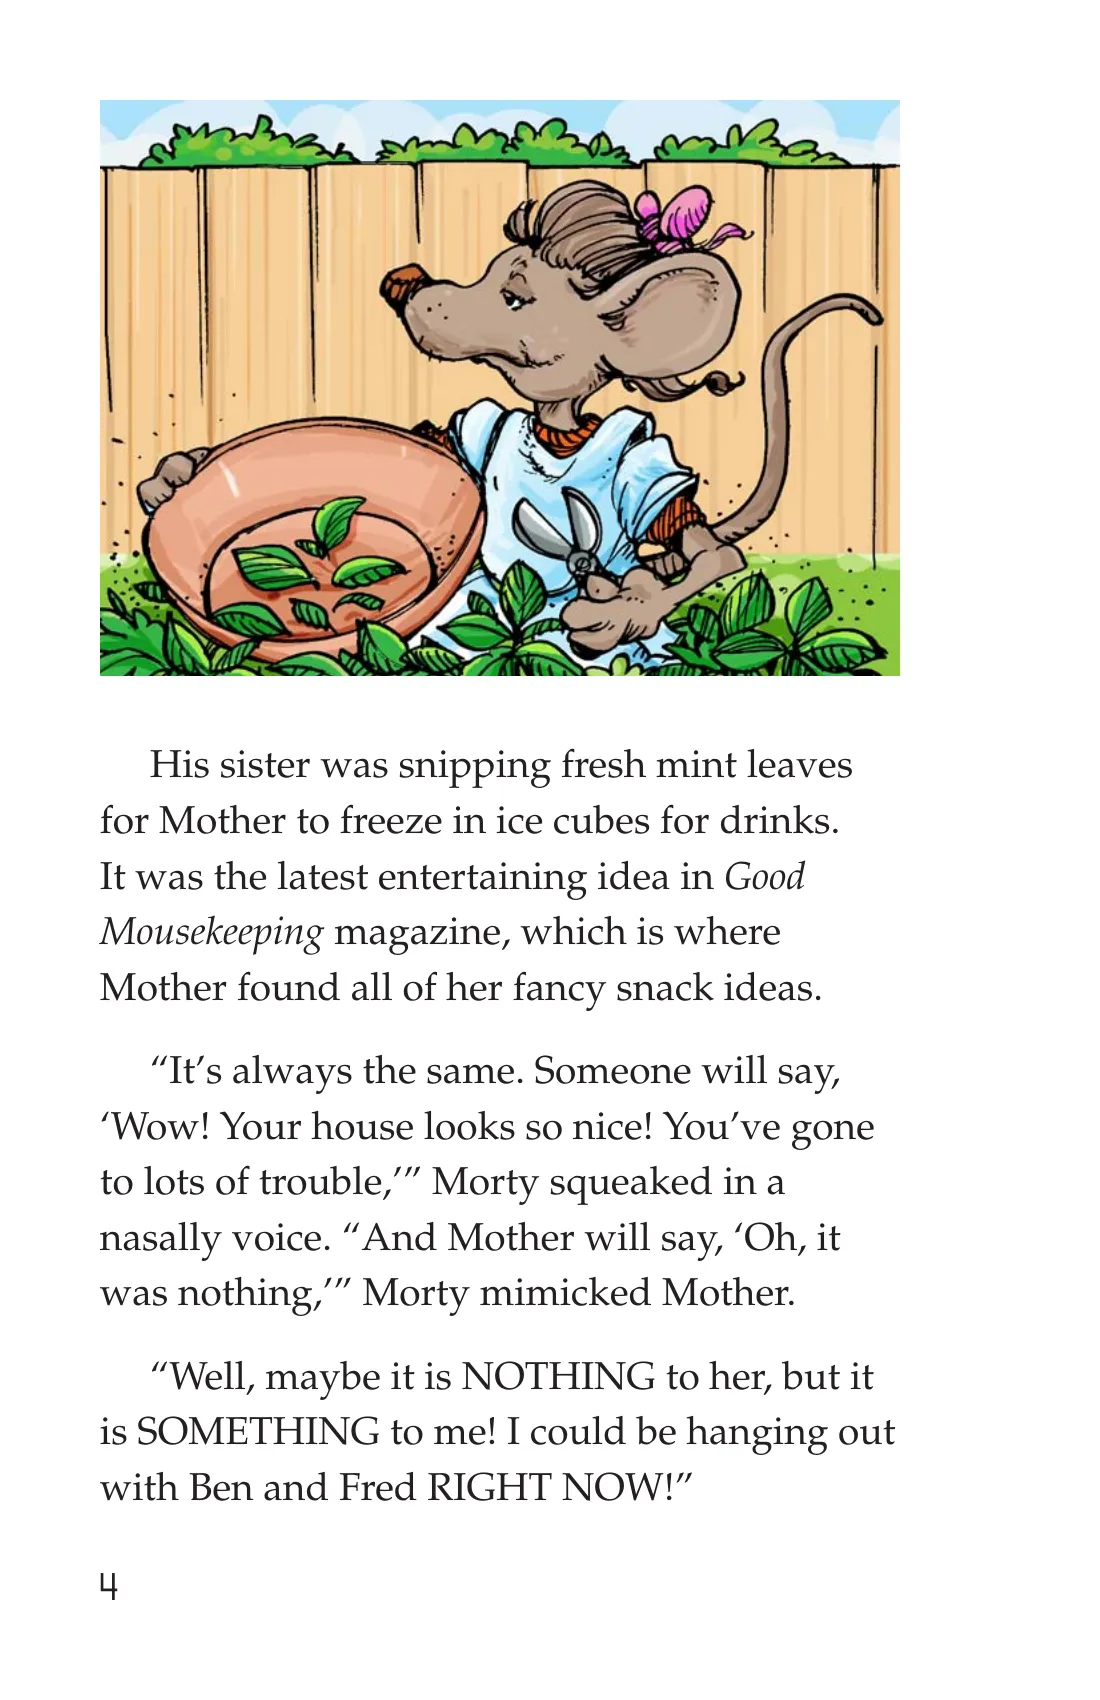 His sister was snipping fresh mint leaves
for Mother to freeze in ice cubes for drinks.
It was the latest entertaining idea in Good
Mousekeeping magazine, which is where
Mother found all of her fancy snack ideas.
“It’s always the same. Someone will say,
‘Wow! Your house looks so nice! You’ve gone
to lots of trouble,’” Morty squeaked in a
nasally voice. “And Mother will say, ‘Oh, it
was nothing,’” Morty mimicked Mother.
“Well, maybe it is NOTHING to her, but it
is SOMETHING to me! I could be hanging out
with Ben and Fred RIGHT NOW!”
4